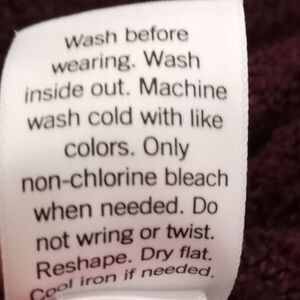 Wash before
wearing. Wash
inside out. Machine
wash cold with like
colors. Only
non-chlorine bleach
when needed. Do
not wring or twist.
Reshape. Dry flat.
Cool iron if needed.